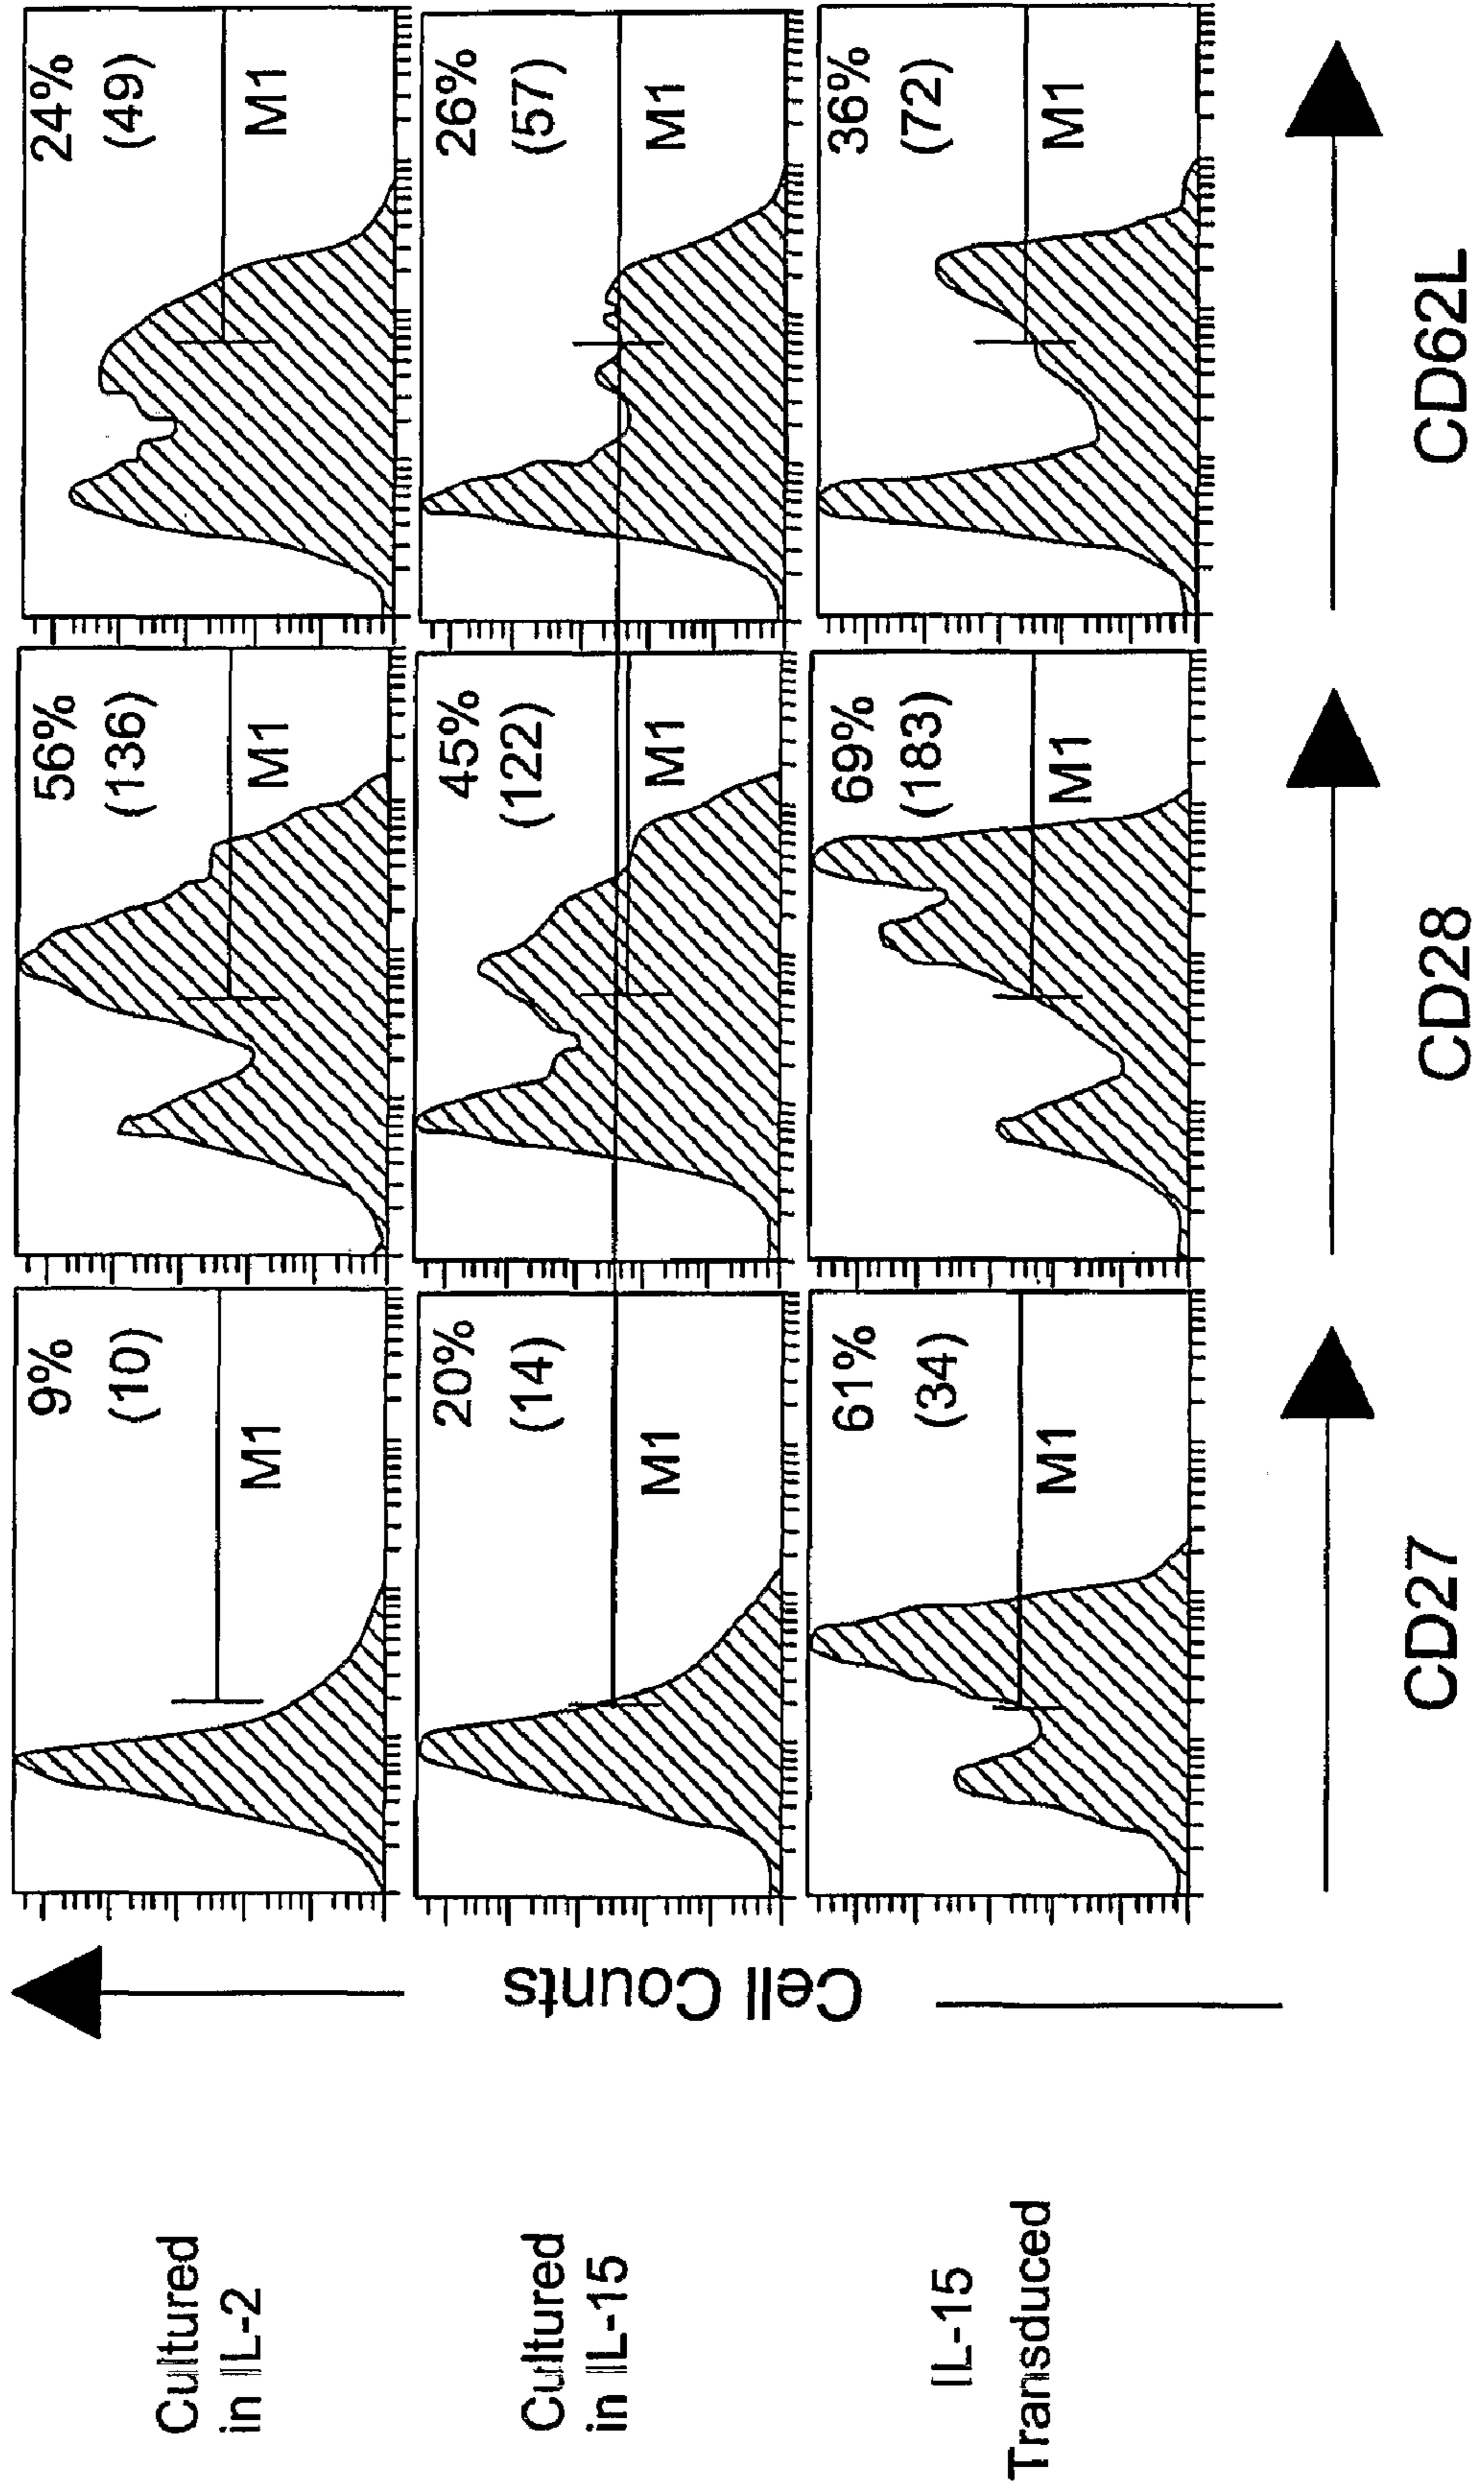 Cultured
in IL-2
9%
(10)
M1
56%
(136)
M1
24%
(49)
M1
Cultured
in IL-15
20%
(14)
M1
45%
(122)
M1
26%
(57)
M1
IL-15
Transduced
61%
(34)
M1
69%
(183)
M1
36%
(72)
M1
Cell Counts
CD27
CD28
CD62L